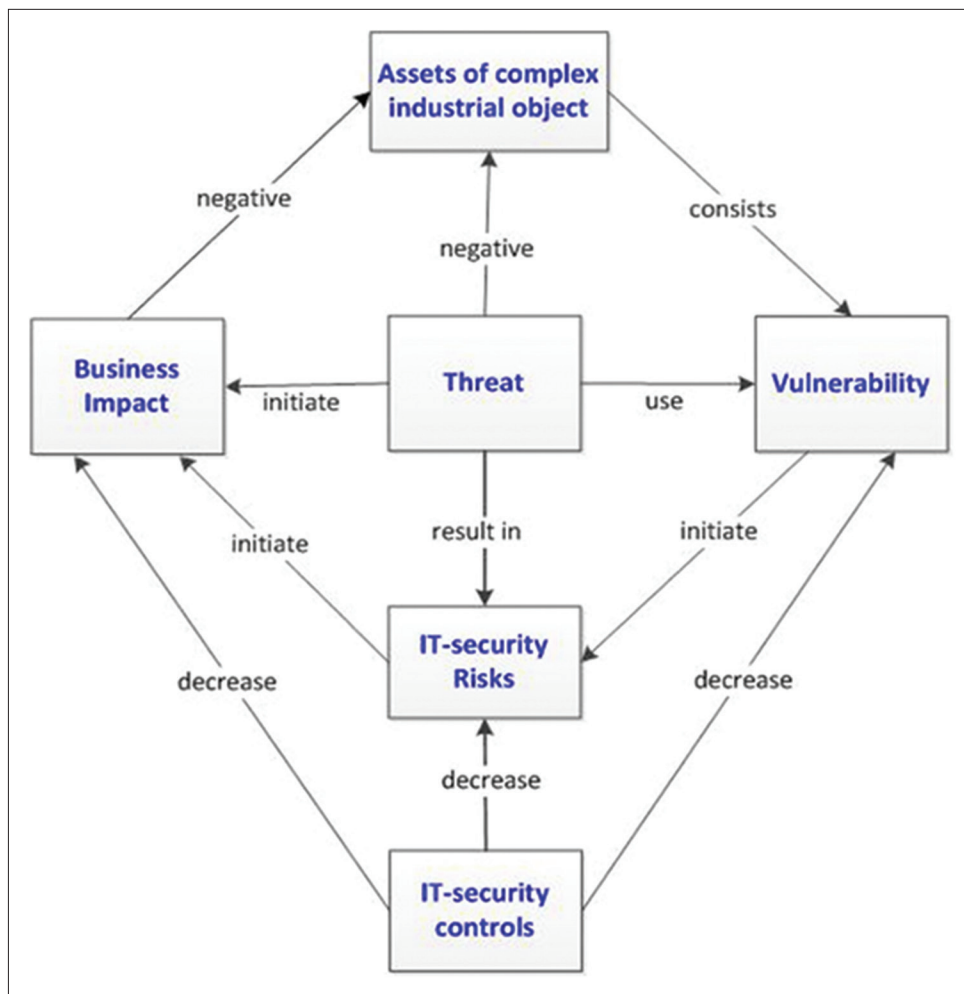 Assets of complex
industrial object
negative
consists
negative
Business
Impact
Threat
Vulnerability
initiate
use
result in
initiate
initiate
IT-security
Risks
decrease
decrease
decrease
IT-security
controls